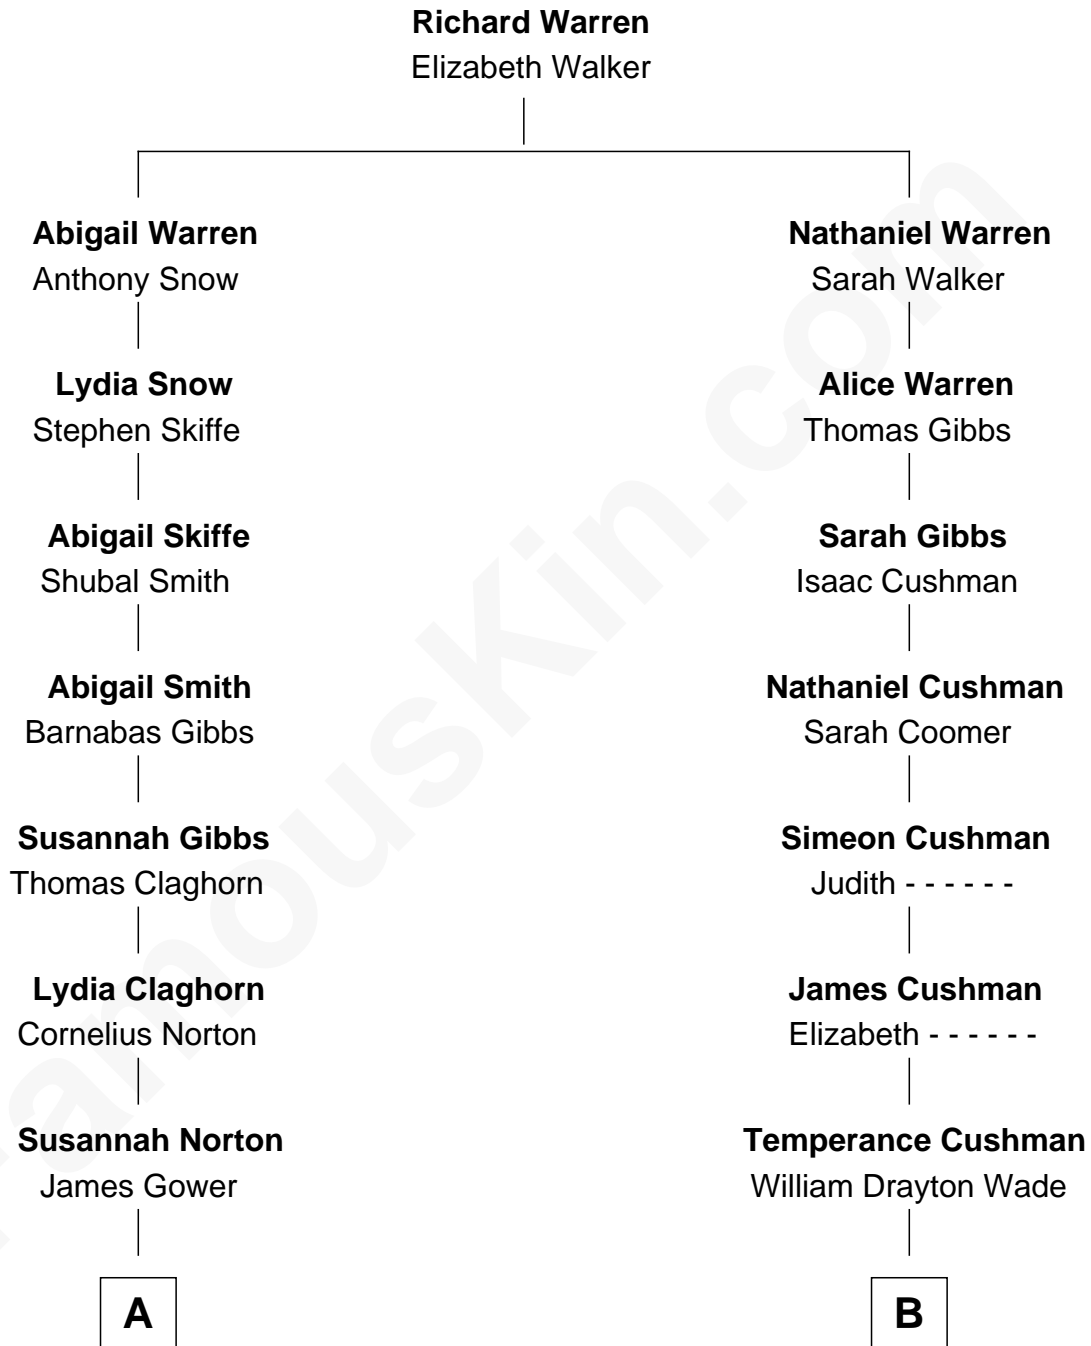 Richard Warren
Elizabeth Walker
Abigail Warren
Anthony Snow
Nathaniel Warren
Sarah Walker
Lydia Snow
Stephen Skiffe
Alice Warren
Thomas Gibbs
Abigail Skiffe
Shubal Smith
Sarah Gibbs
Isaac Cushman
Abigail Smith
Barnabas Gibbs
Nathaniel Cushman
Sarah Coomer
Susannah Gibbs
Thomas Claghorn
Simeon Cushman
Judith - - - - - -
Lydia Claghorn
Cornelius Norton
James Cushman
Elizabeth - - - - - -
Susannah Norton
James Gower
Temperance Cushman
William Drayton Wade
A
B
FamousKin.com